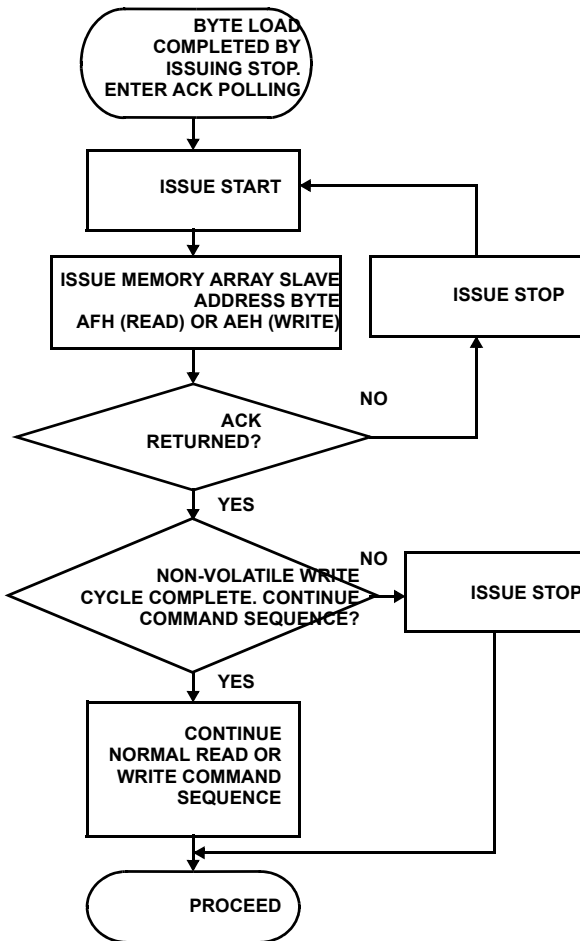 BYTE LOAD
COMPLETED BY
ISSUING STOP.
ENTER ACK POLLING
ISSUE START
ISSUE MEMORY ARRAY SLAVE
ADDRESS BYTE
AFH (READ) OR AEH (WRITE)
ISSUE STOP
NO
ACK
RETURNED?
YES
NO
NON-VOLATILE WRITE
CYCLE COMPLETE. CONTINUE
COMMAND SEQUENCE?
ISSUE STOP
YES
CONTINUE
NORMAL READ OR
WRITE COMMAND
SEQUENCE
PROCEED